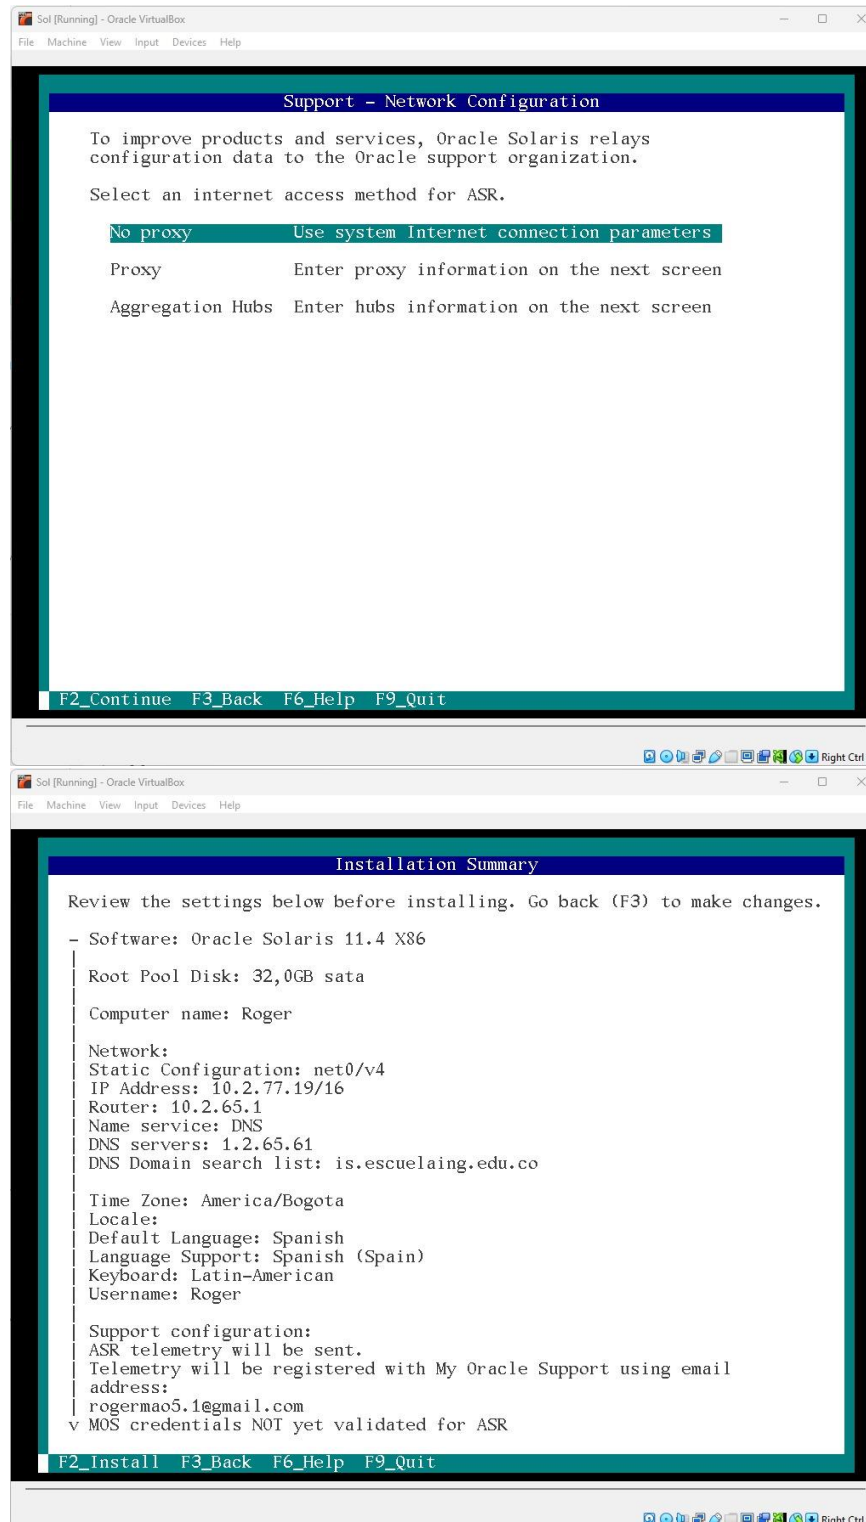 Sol [Running] - Oracle VirtualBox
File Machine View Input Devices Help
Support - Network Configuration
To improve products and services, Oracle Solaris relays
configuration data to the Oracle support organization.
Select an internet access method for ASR.
No proxy Use system Internet connection parameters
Proxy Enter proxy information on the next screen
Aggregation Hubs Enter hubs information on the next screen
F2_Continue F3_Back F6_Help F9_Quit
Right Ctrl
Sol [Running] - Oracle VirtualBox
File Machine View Input Devices Help
Installation Summary
Review the settings below before installing. Go back (F3) to make changes.
- Software: Oracle Solaris 11.4 X86
Root Pool Disk: 32,0GB sata
Computer name: Roger
Network:
Static Configuration: net0/v4
IP Address: 10.2.77.19/16
Router: 10.2.65.1
Name service: DNS
DNS servers: 1.2.65.61
DNS Domain search list: is.escuelaing.edu.co
Time Zone: America/Bogota
Locale:
Default Language: Spanish
Language Support: Spanish (Spain)
Keyboard: Latin-American
Username: Roger
Support configuration:
ASR telemetry will be sent.
Telemetry will be registered with My Oracle Support using email
address:
rogermao5.1@gmail.com
v MOS credentials NOT yet validated for ASR
F2_Install F3_Back F6_Help F9_Quit
Right Ctrl